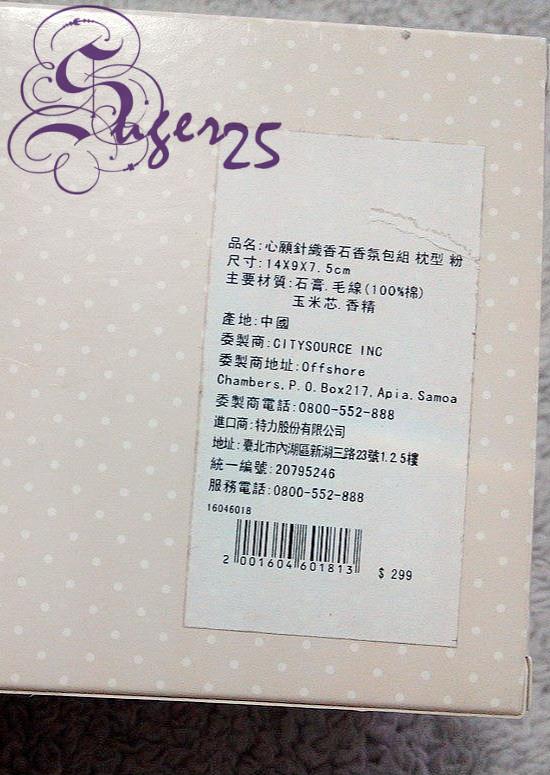 Suger25
品名:心願針織香石香氛包組 枕型 粉
尺寸:14X9X7.5cm
主要材質:石膏.毛線(100%棉)
玉米芯.香精
產地:中國
委製商:CITYSOURCE INC
委製商地址:Offshore
Chambers,P.O.Box217,Apia.Samoa
委製商電話:0800-552-888
進口商:特力股份有限公司
地址:臺北市內湖區新湖三路23號1.2.5樓
統一編號:20795246
服務電話:0800-552-888
16046018
2 001604 601813
$ 299